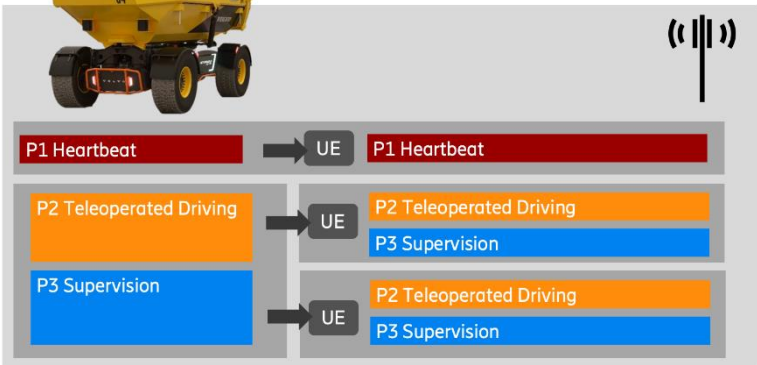 VOLVO
P1 Heartbeat
UE
P1 Heartbeat
P2 Teleoperated Driving
UE
P2 Teleoperated Driving
P3 Supervision
P3 Supervision
UE
P2 Teleoperated Driving
P3 Supervision